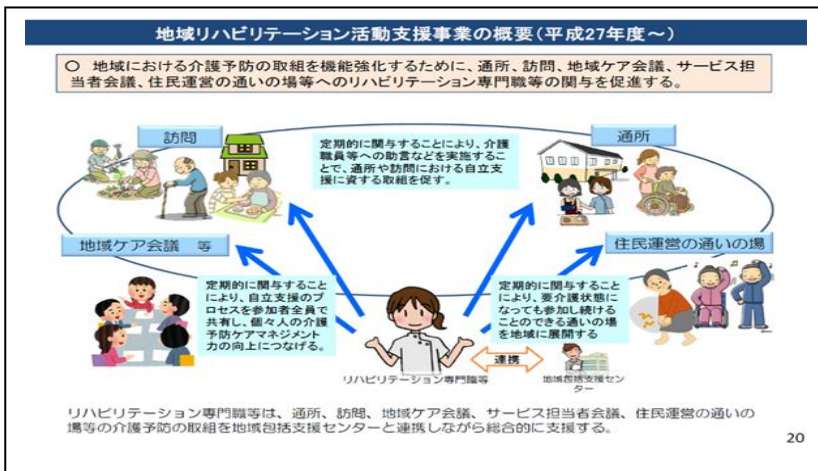 地域リハビリテーション活動支援事業の概要(平成27年度～)
○ 地域における介護予防の取組を機能強化するために、通所、訪問、地域ケア会議、サービス担
当者会議、住民運営の通いの場等へのリハビリテーション専門職等の関与を促進する。
訪問
定期的に関与することにより、介護
職員等への助言などを実施するこ
とで、通所や訪問における自立支
援に資する取組を促す。
通所
地域ケア会議 等
住民運営の通いの場
定期的に関与すること
により、自立支援のプ
ロセスを参加者全員で
共有し、個々人の介護
予防ケアマネジメント
力の向上につなげる。
定期的に関与すること
により、要介護状態に
なっても参加し続ける
ことのできる通いの場
を地域に展開する
連携
リハビリテーション専門職等
地域包括支援セン
ター
リハビリテーション専門職等は、通所、訪問、地域ケア会議、サービス担当者会議、住民運営の通いの
場等の介護予防の取組を地域包括支援センターと連携しながら総合的に支援する。
20